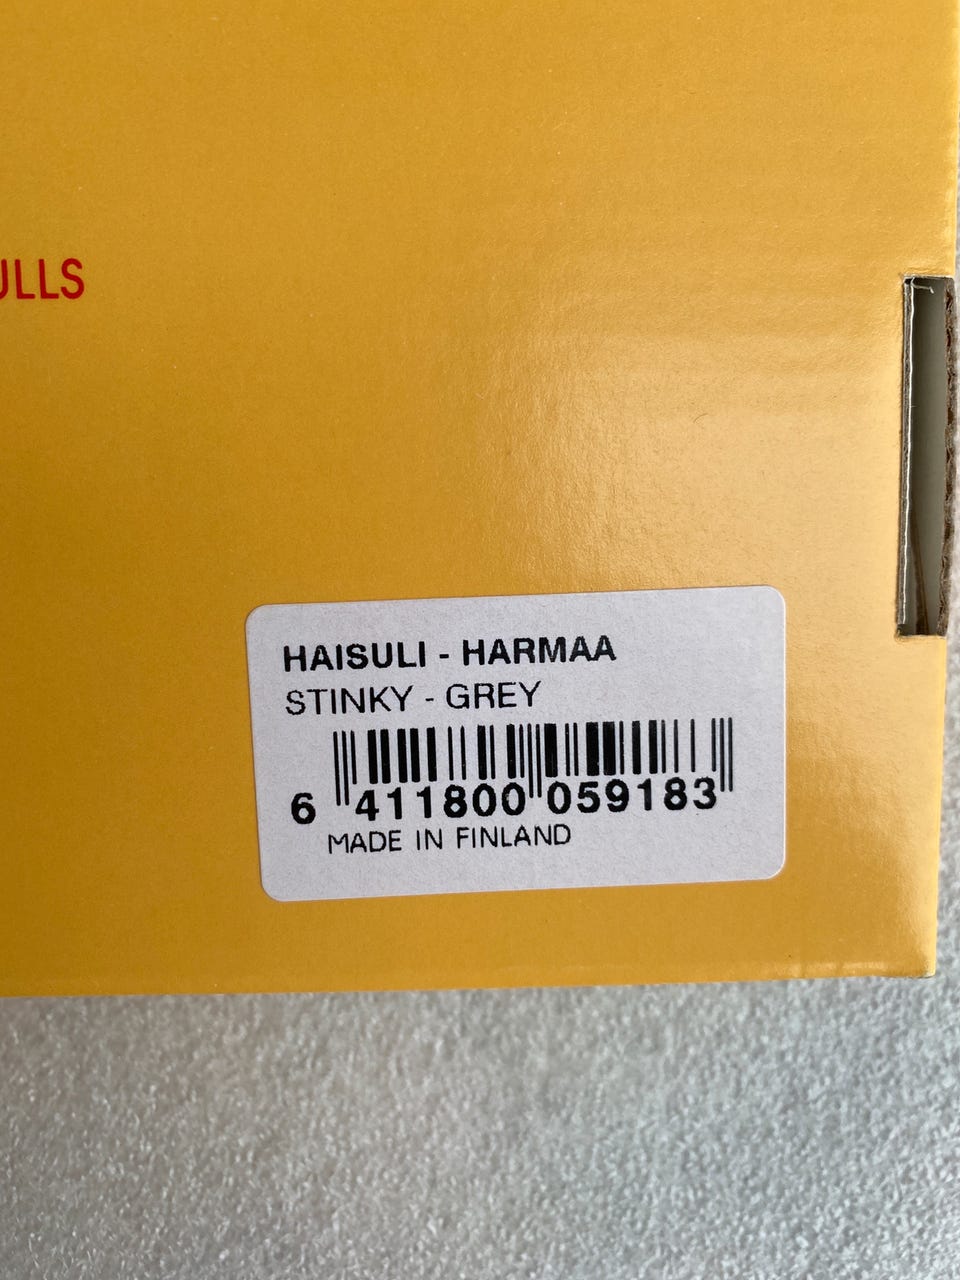 ULLS
HAISULI - HARMAA
STINKY - GREY
6 411800 059183
MADE IN FINLAND